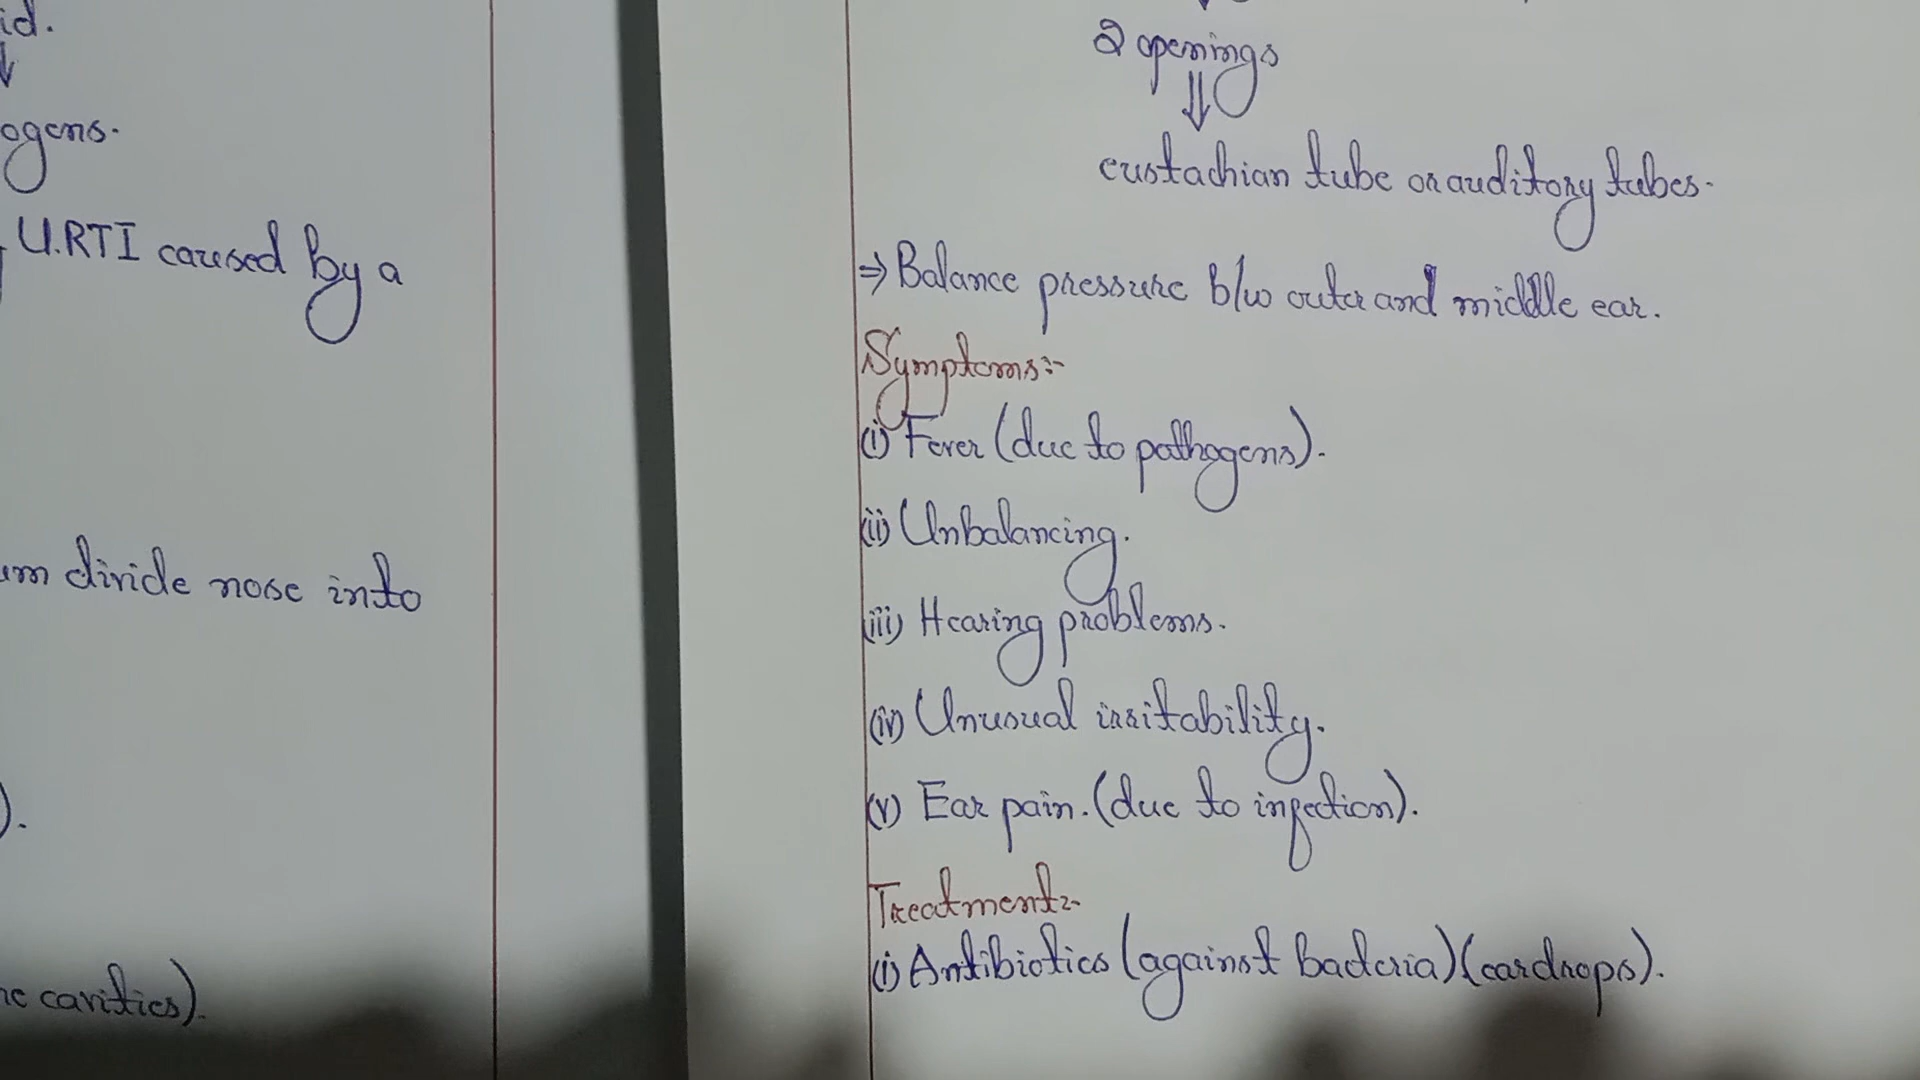 id.
ogens.
U.RTI caused by a
divide nose into
cavities).
2 openings
eustachian tube or auditory tubes.
⇒ Balance pressure b/w outer and middle ear.
Symptoms:-
(i) Fever (due to pathogens).
(ii) Unbalancing.
(iii) Hearing problems.
(iv) Unusual irritability.
(v) Ear pain. (due to infection).
Treatment:-
(i) Antibiotics (against bacteria) (eardrops).